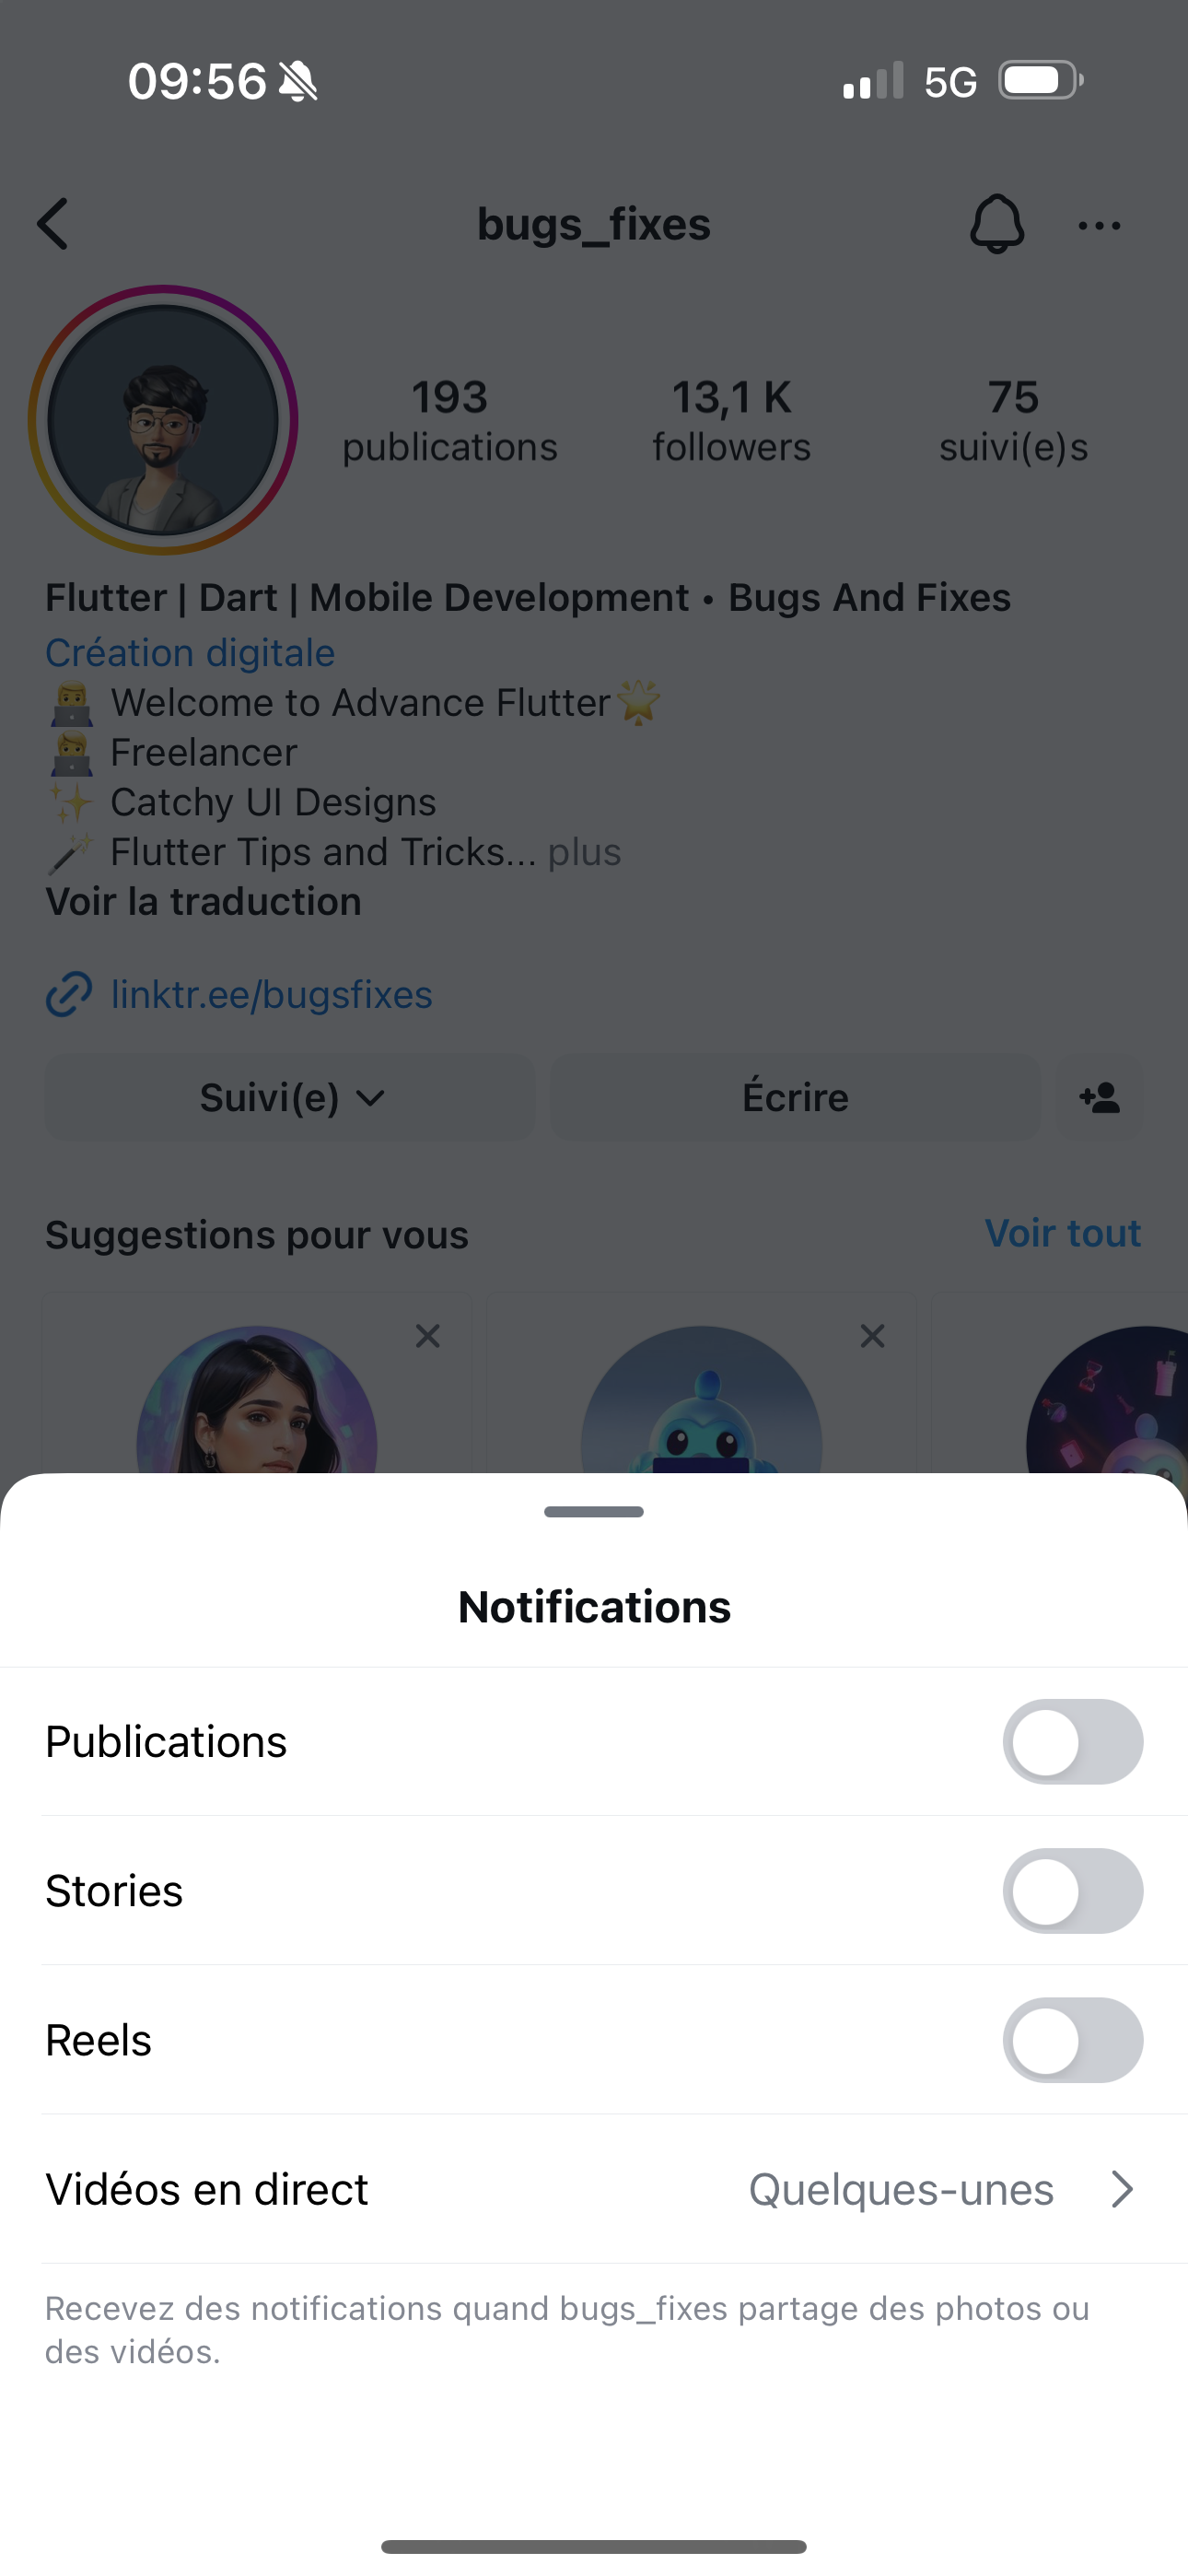 09:56
5G
bugs_fixes
193
publications
13,1 K
followers
75
suivi(e)s
Flutter | Dart | Mobile Development • Bugs And Fixes
Création digitale
👨‍💻 Welcome to Advance Flutter🌟
👨‍💻 Freelancer
✨ Catchy UI Designs
🪄 Flutter Tips and Tricks... plus
Voir la traduction
linktr.ee/bugsfixes
Suivi(e)
Écrire
Suggestions pour vous
Voir tout
Notifications
Publications
Stories
Reels
Vidéos en direct
Quelques-unes
Recevez des notifications quand bugs_fixes partage des photos ou
des vidéos.